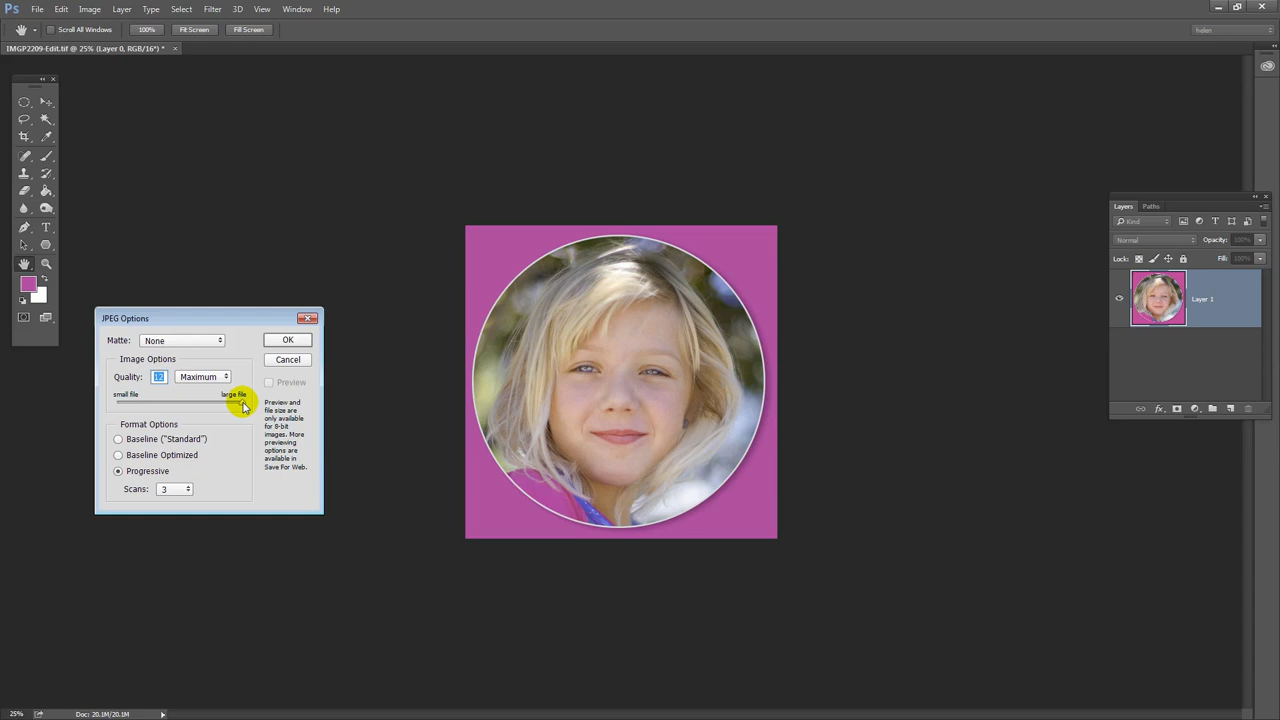 Ps File Edit Image Layer Type Select Filter 3D View Window Help
Scroll All Windows 100% Fit Screen Fill Screen helen
IMGP2209-Edit.tif @ 25% (Layer 0, RGB/16*) *
JPEG Options
Matte: None OK
Image Options Cancel
Quality: 12 Maximum Preview
small file large file
Preview and
file size are
only available
for 8-bit
images. More
previewing
options are
available in
Save For Web.
Format Options
Baseline ("Standard")
Baseline Optimized
Progressive
Scans: 3
Layers Paths
Kind
Normal Opacity: 100%
Lock: Fill: 100%
Layer 1
25% Doc: 20.1M/20.1M